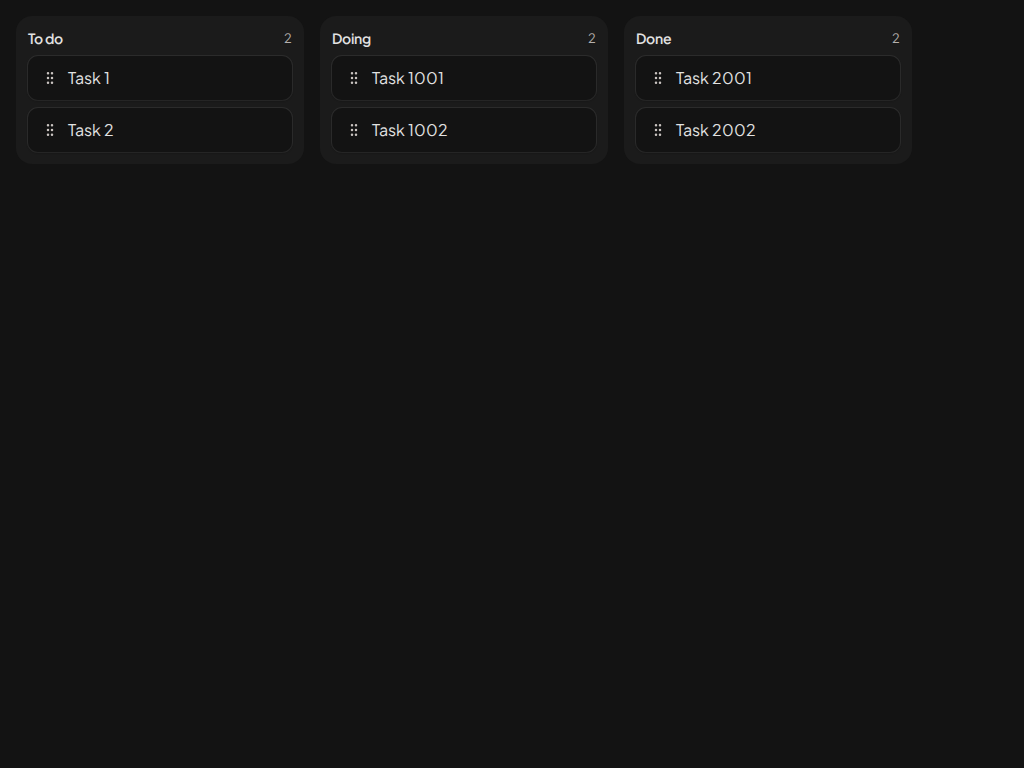 To do 2
Task 1
Task 2
Doing 2
Task 1001
Task 1002
Done 2
Task 2001
Task 2002